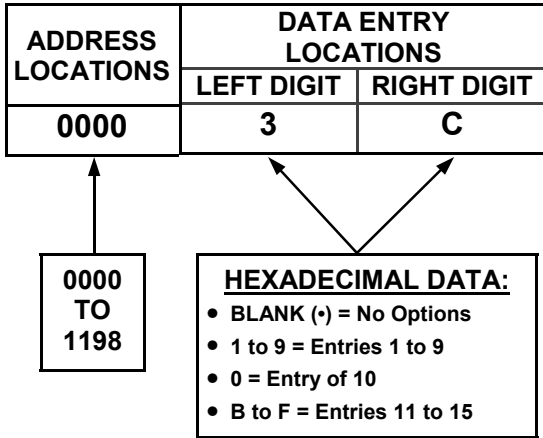 ADDRESS
LOCATIONS
DATA ENTRY
LOCATIONS
LEFT DIGIT RIGHT DIGIT
0000 3 C
0000
TO
1198
HEXADECIMAL DATA:
• BLANK (•) = No Options
• 1 to 9 = Entries 1 to 9
• 0 = Entry of 10
• B to F = Entries 11 to 15